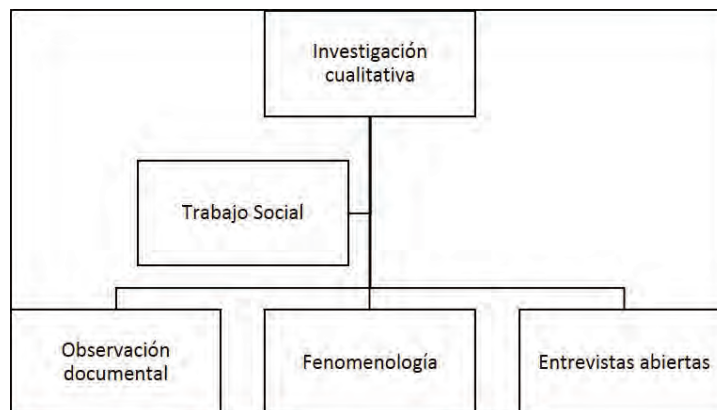 Investigación
cualitativa
Trabajo Social
Observación
documental
Fenomenología
Entrevistas abiertas